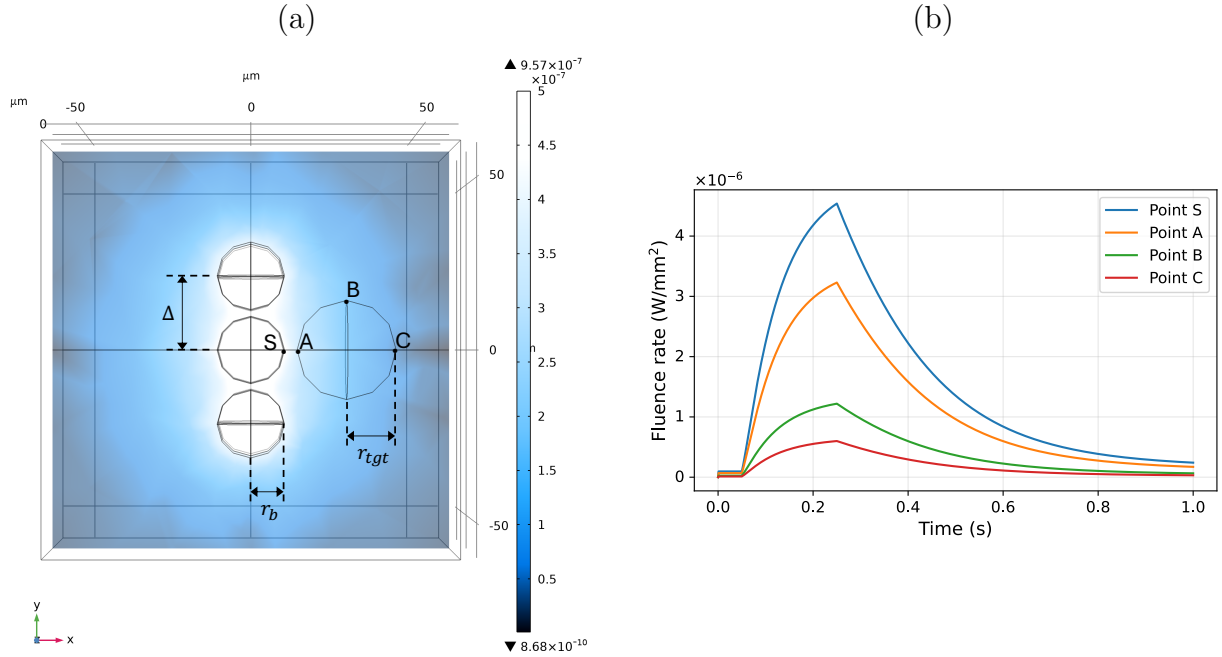 (a)
(b)
▲ 9.57×10⁻⁷
×10⁻⁷
μm
μm
-50
0
50
0
50
0
-50
5
4.5
4
3.5
n
3
2.5
2
1.5
1
0.5
▼ 8.68×10⁻¹⁰
Δ
S
A
B
C
r_tgt
r_b
y
x
×10⁻⁶
Fluence rate (W/mm²)
4
3
2
1
0
Point S
Point A
Point B
Point C
0.0
0.2
0.4
0.6
0.8
1.0
Time (s)